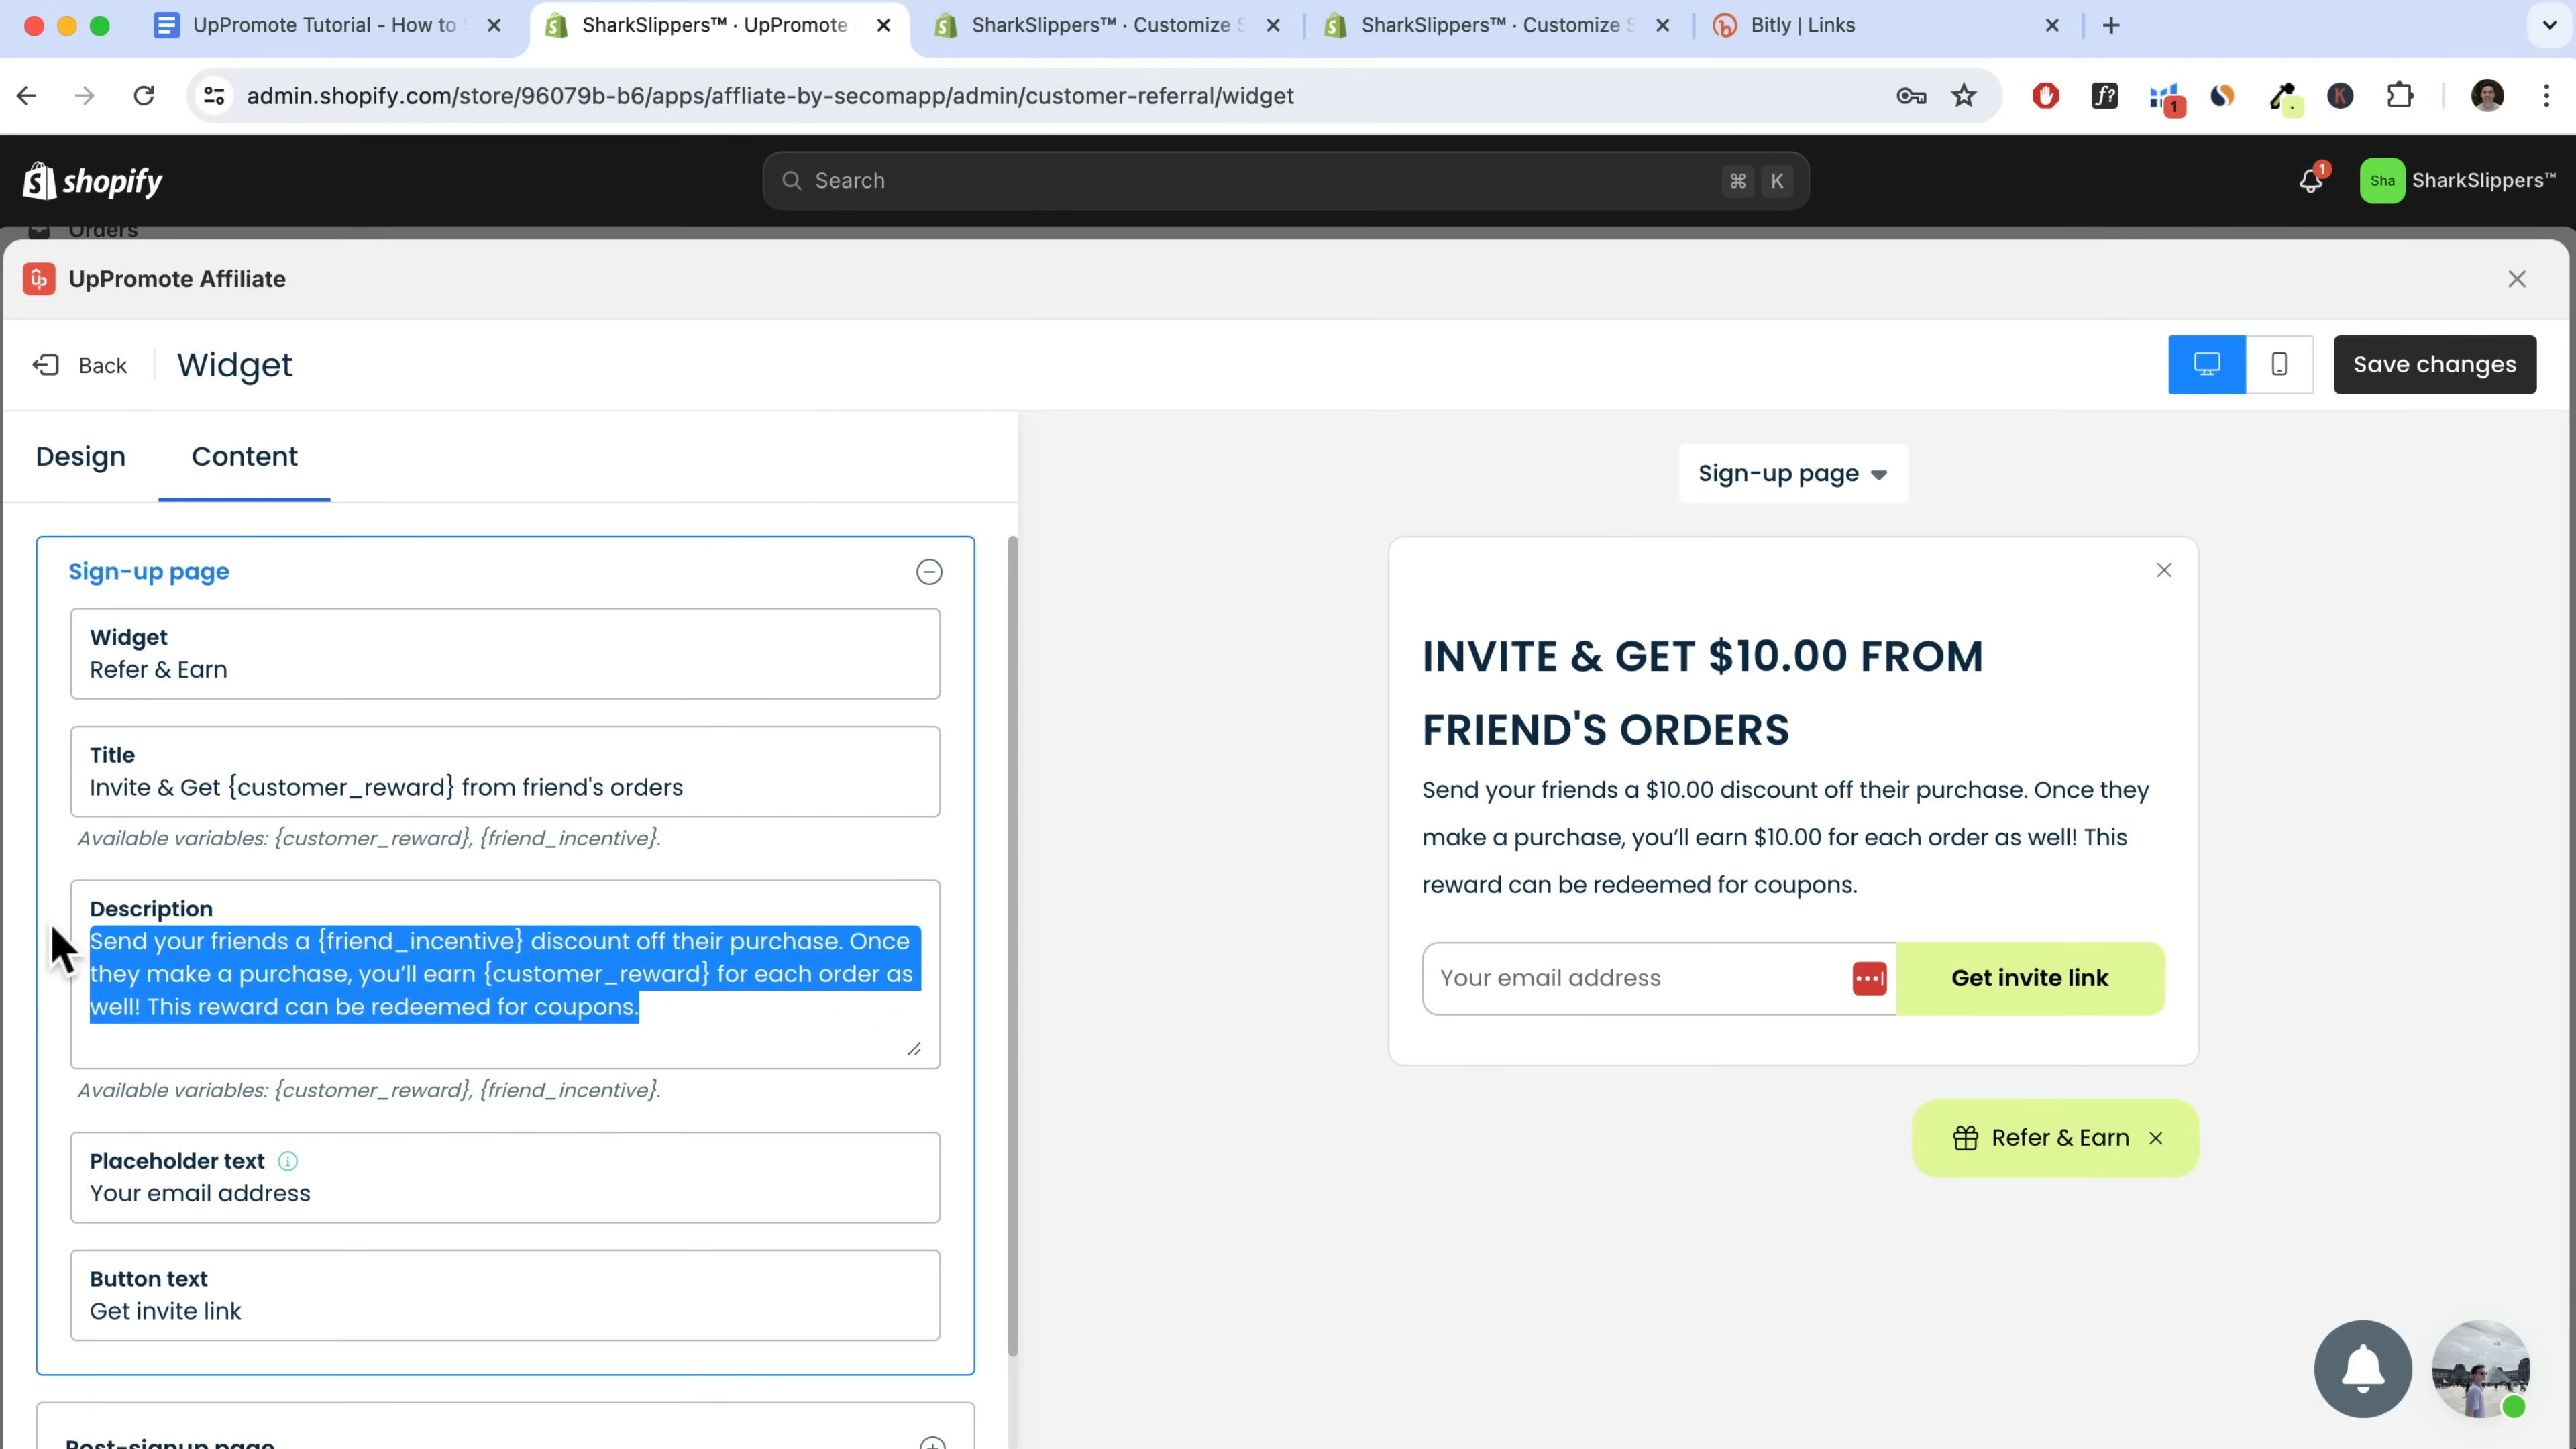 UpPromote Tutorial - How to
SharkSlippers™ · UpPromote
SharkSlippers™ · Customize S
SharkSlippers™ · Customize S
Bitly | Links
admin.shopify.com/store/96079b-b6/apps/affliate-by-secomapp/admin/customer-referral/widget
f?
1
K
shopify
Search
⌘ K
1
Sha
SharkSlippers™
Orders
up
UpPromote Affiliate
Back
Widget
Save changes
Design
Content
Sign-up page
Widget
Refer & Earn
Title
Invite & Get {customer_reward} from friend's orders
Available variables: {customer_reward}, {friend_incentive}.
Description
Send your friends a {friend_incentive} discount off their purchase. Once
they make a purchase, you’ll earn {customer_reward} for each order as
well! This reward can be redeemed for coupons.
Available variables: {customer_reward}, {friend_incentive}.
Placeholder text
Your email address
Button text
Get invite link
Post-signup page
Sign-up page
INVITE & GET $10.00 FROM
FRIEND'S ORDERS
Send your friends a $10.00 discount off their purchase. Once they
make a purchase, you’ll earn $10.00 for each order as well! This
reward can be redeemed for coupons.
Your email address
Get invite link
Refer & Earn